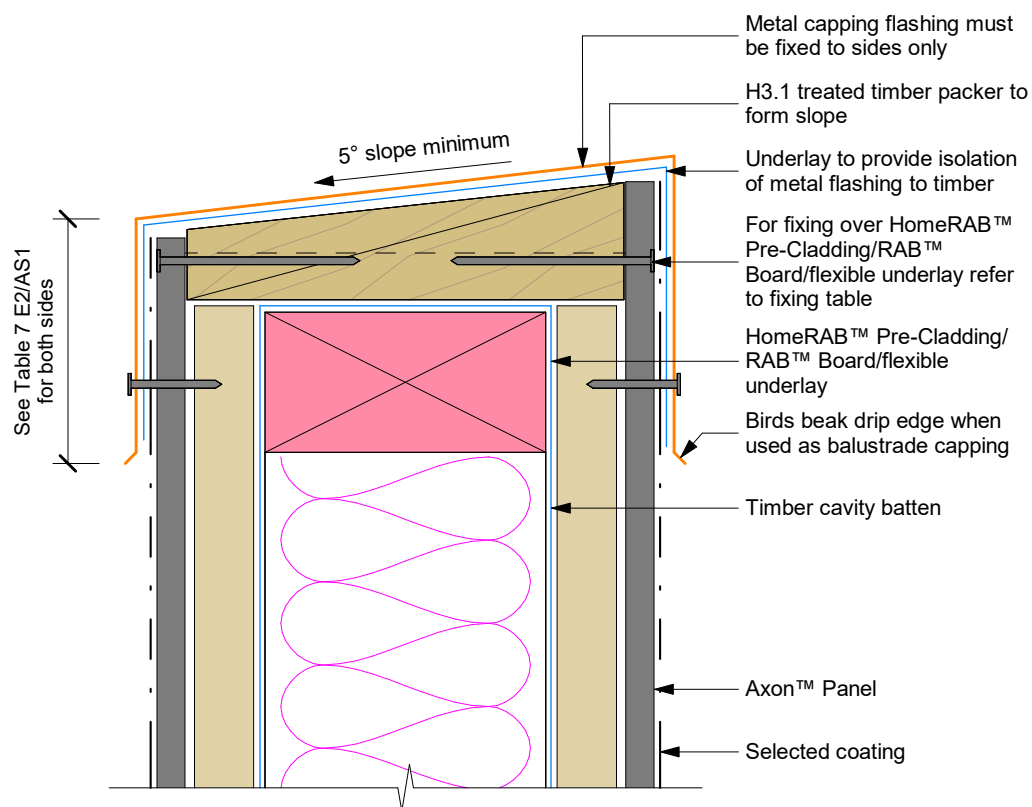 Metal capping flashing must
be fixed to sides only
H3.1 treated timber packer to
form slope
5° slope minimum
Underlay to provide isolation
of metal flashing to timber
For fixing over HomeRAB™
Pre-Cladding/RAB™
Board/flexible underlay refer
to fixing table
See Table 7 E2/AS1
for both sides
HomeRAB™ Pre-Cladding/
RAB™ Board/flexible
underlay
Birds beak drip edge when
used as balustrade capping
Timber cavity batten
Axon™ Panel
Selected coating